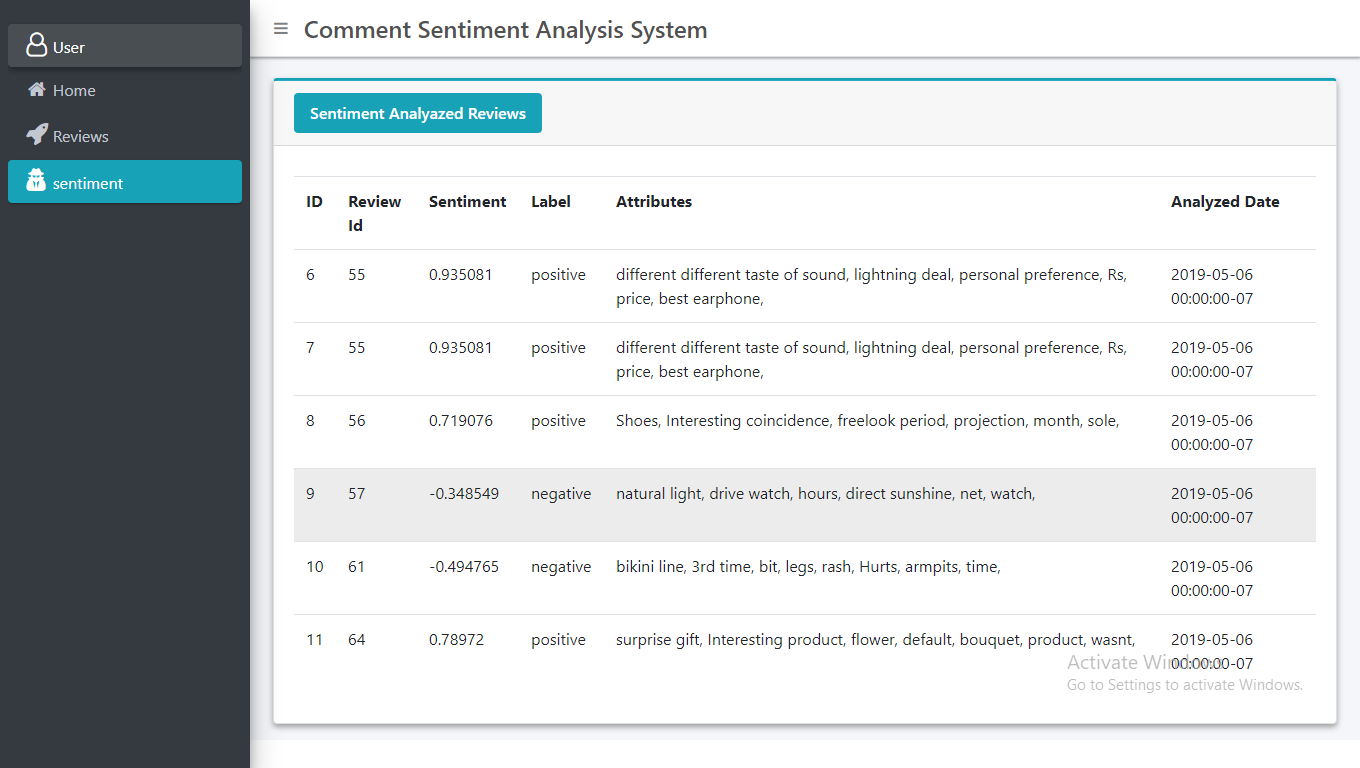 User
Home
Reviews
sentiment
Comment Sentiment Analysis System
Sentiment Analyazed Reviews
ID Review Id Sentiment Label Attributes Analyzed Date
6 55 0.935081 positive different different taste of sound, lightning deal, personal preference, Rs, 2019-05-06
price, best earphone, 00:00:00-07
7 55 0.935081 positive different different taste of sound, lightning deal, personal preference, Rs, 2019-05-06
price, best earphone, 00:00:00-07
8 56 0.719076 positive Shoes, Interesting coincidence, freelook period, projection, month, sole, 2019-05-06
00:00:00-07
9 57 -0.348549 negative natural light, drive watch, hours, direct sunshine, net, watch, 2019-05-06
00:00:00-07
10 61 -0.494765 negative bikini line, 3rd time, bit, legs, rash, Hurts, armpits, time, 2019-05-06
00:00:00-07
11 64 0.78972 positive surprise gift, Interesting product, flower, default, bouquet, product, wasnt, 2019-05-06
00:00:00-07
Activate Windows
Go to Settings to activate Windows.